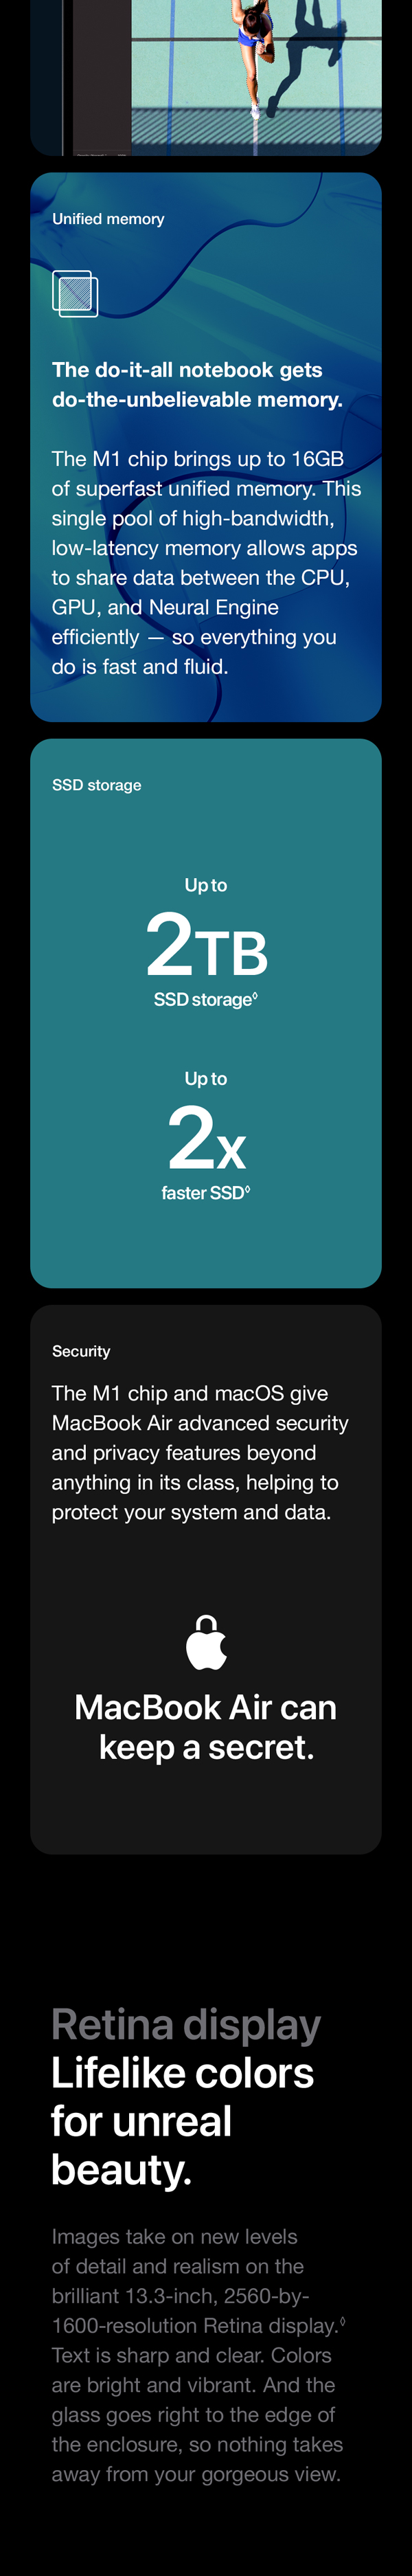 Unified memory
The do-it-all notebook gets
do-the-unbelievable memory.
The M1 chip brings up to 16GB
of superfast unified memory. This
single pool of high-bandwidth,
low-latency memory allows apps
to share data between the CPU,
GPU, and Neural Engine
efficiently — so everything you
do is fast and fluid.
SSD storage
Up to
2TB
SSD storage◊
Up to
2x
faster SSD◊
Security
The M1 chip and macOS give
MacBook Air advanced security
and privacy features beyond
anything in its class, helping to
protect your system and data.
MacBook Air can
keep a secret.
Retina display
Lifelike colors
for unreal
beauty.
Images take on new levels
of detail and realism on the
brilliant 13.3-inch, 2560-by-
1600-resolution Retina display.◊
Text is sharp and clear. Colors
are bright and vibrant. And the
glass goes right to the edge of
the enclosure, so nothing takes
away from your gorgeous view.